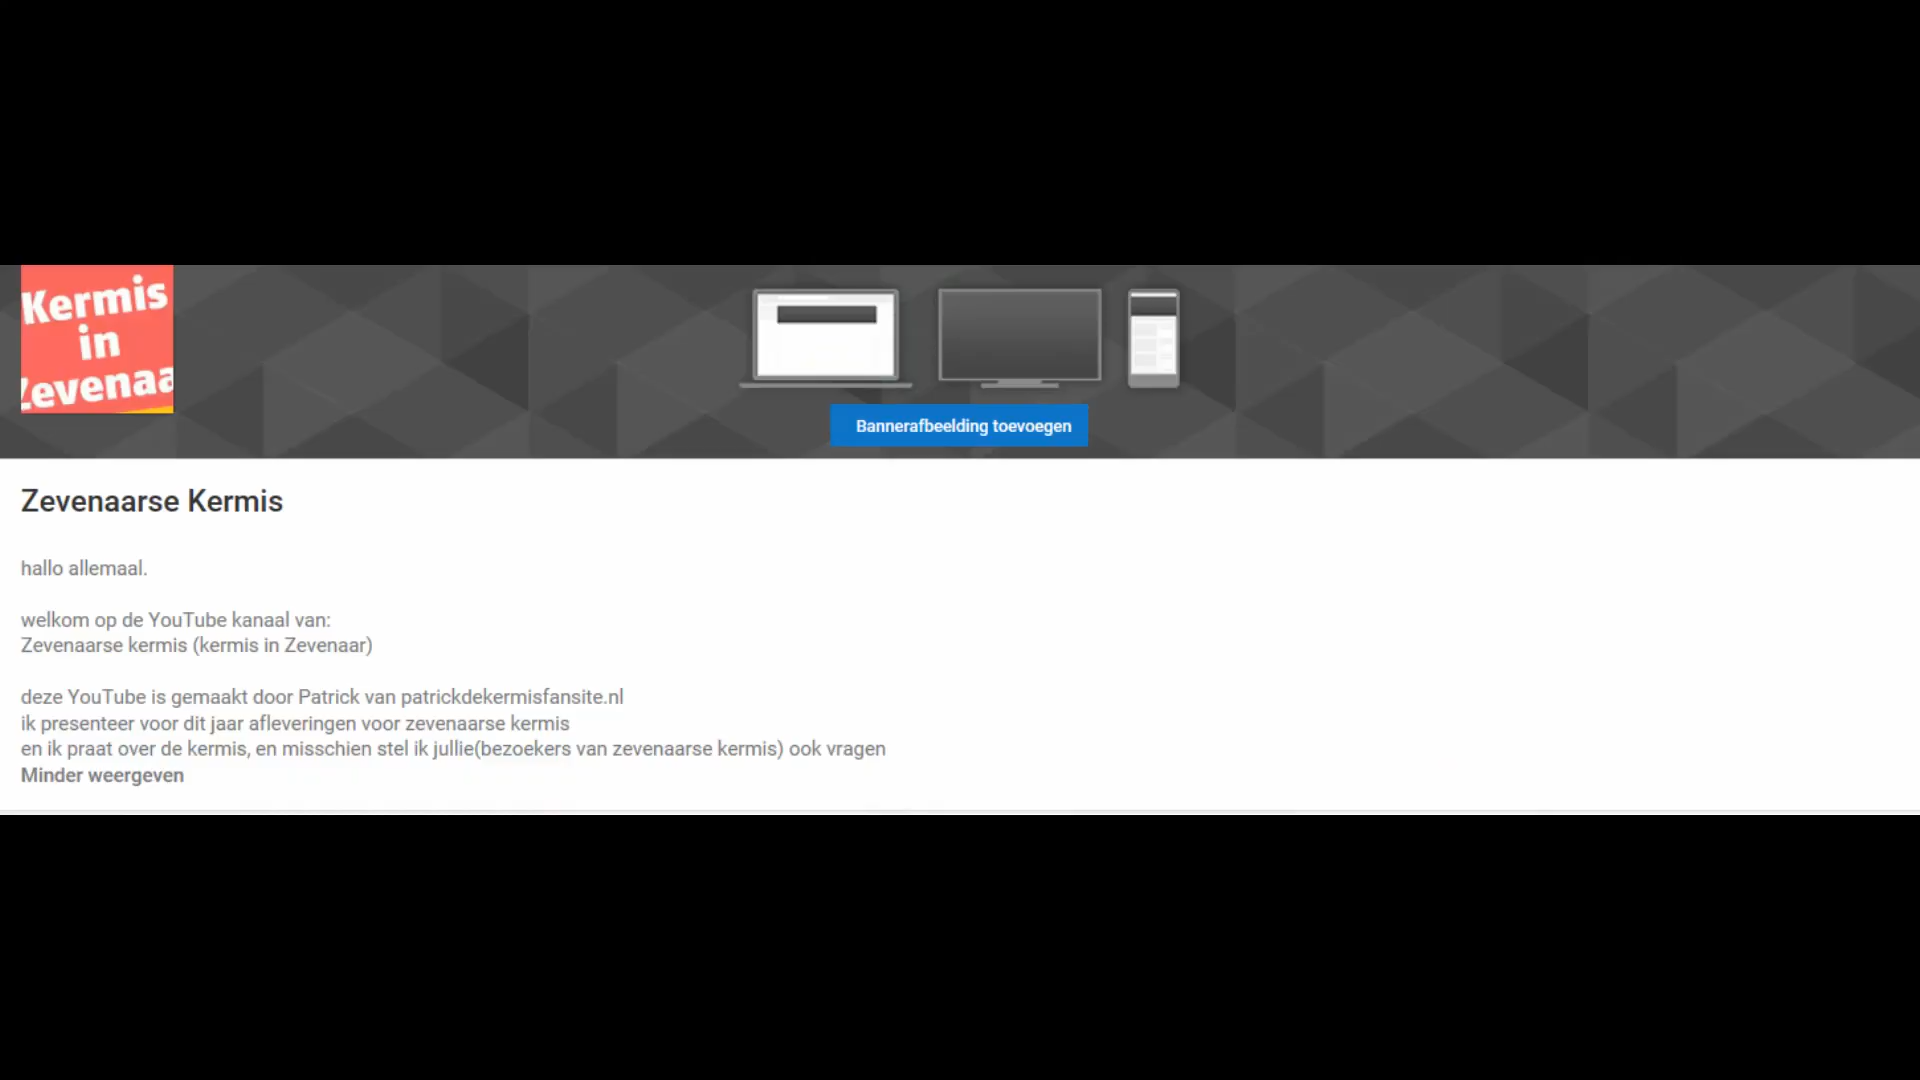 Kermis
in
Zevenaa
Bannerafbeelding toevoegen
Zevenaarse Kermis
hallo allemaal.
welkom op de YouTube kanaal van:
Zevenaarse kermis (kermis in Zevenaar)
deze YouTube is gemaakt door Patrick van patrickdekermisfansite.nl
ik presenteer voor dit jaar afleveringen voor zevenaarse kermis
en ik praat over de kermis, en misschien stel ik jullie(bezoekers van zevenaarse kermis) ook vragen
Minder weergeven